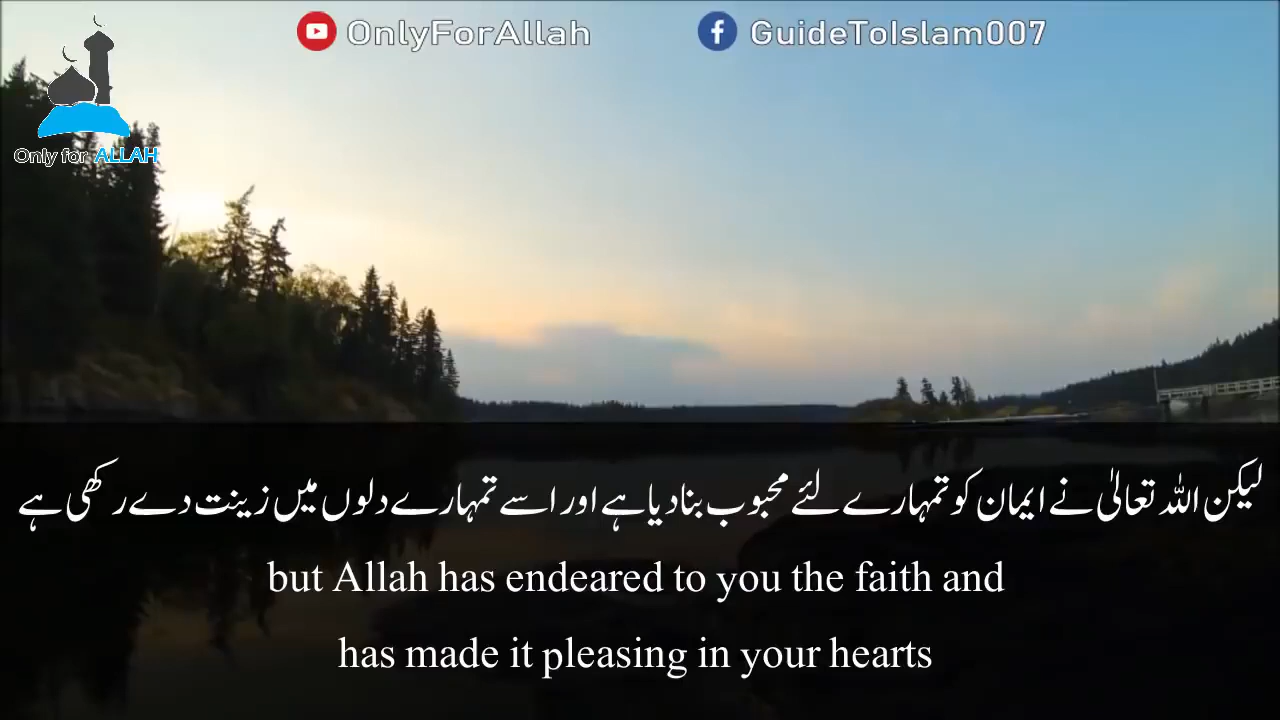 OnlyForAllah
GuideToIslam007
Only for ALLAH
لیکن اللہ تعالیٰ نے ایمان کو تمہارے لئے محبوب بنادیا ہے اور اسے تمہارے دلوں میں زینت دے رکھی ہے
but Allah has endeared to you the faith and
has made it pleasing in your hearts